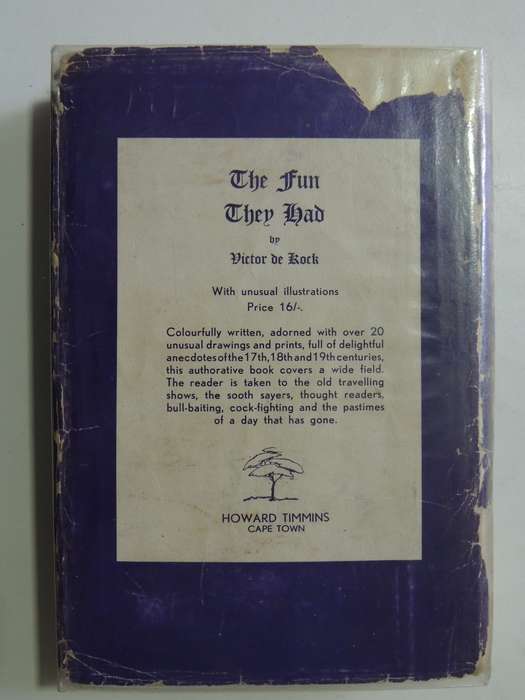 The Fun
They Had
by
Victor de Kock
With unusual illustrations
Price 16/-.
Colourfully written, adorned with over 20
unusual drawings and prints, full of delightful
anecdotes of the 17th, 18th and 19th centuries,
this authorative book covers a wide field.
The reader is taken to the old travelling
shows, the sooth sayers, thought readers,
bull-baiting, cock-fighting and the pastimes
of a day that has gone.
HOWARD TIMMINS
CAPE TOWN